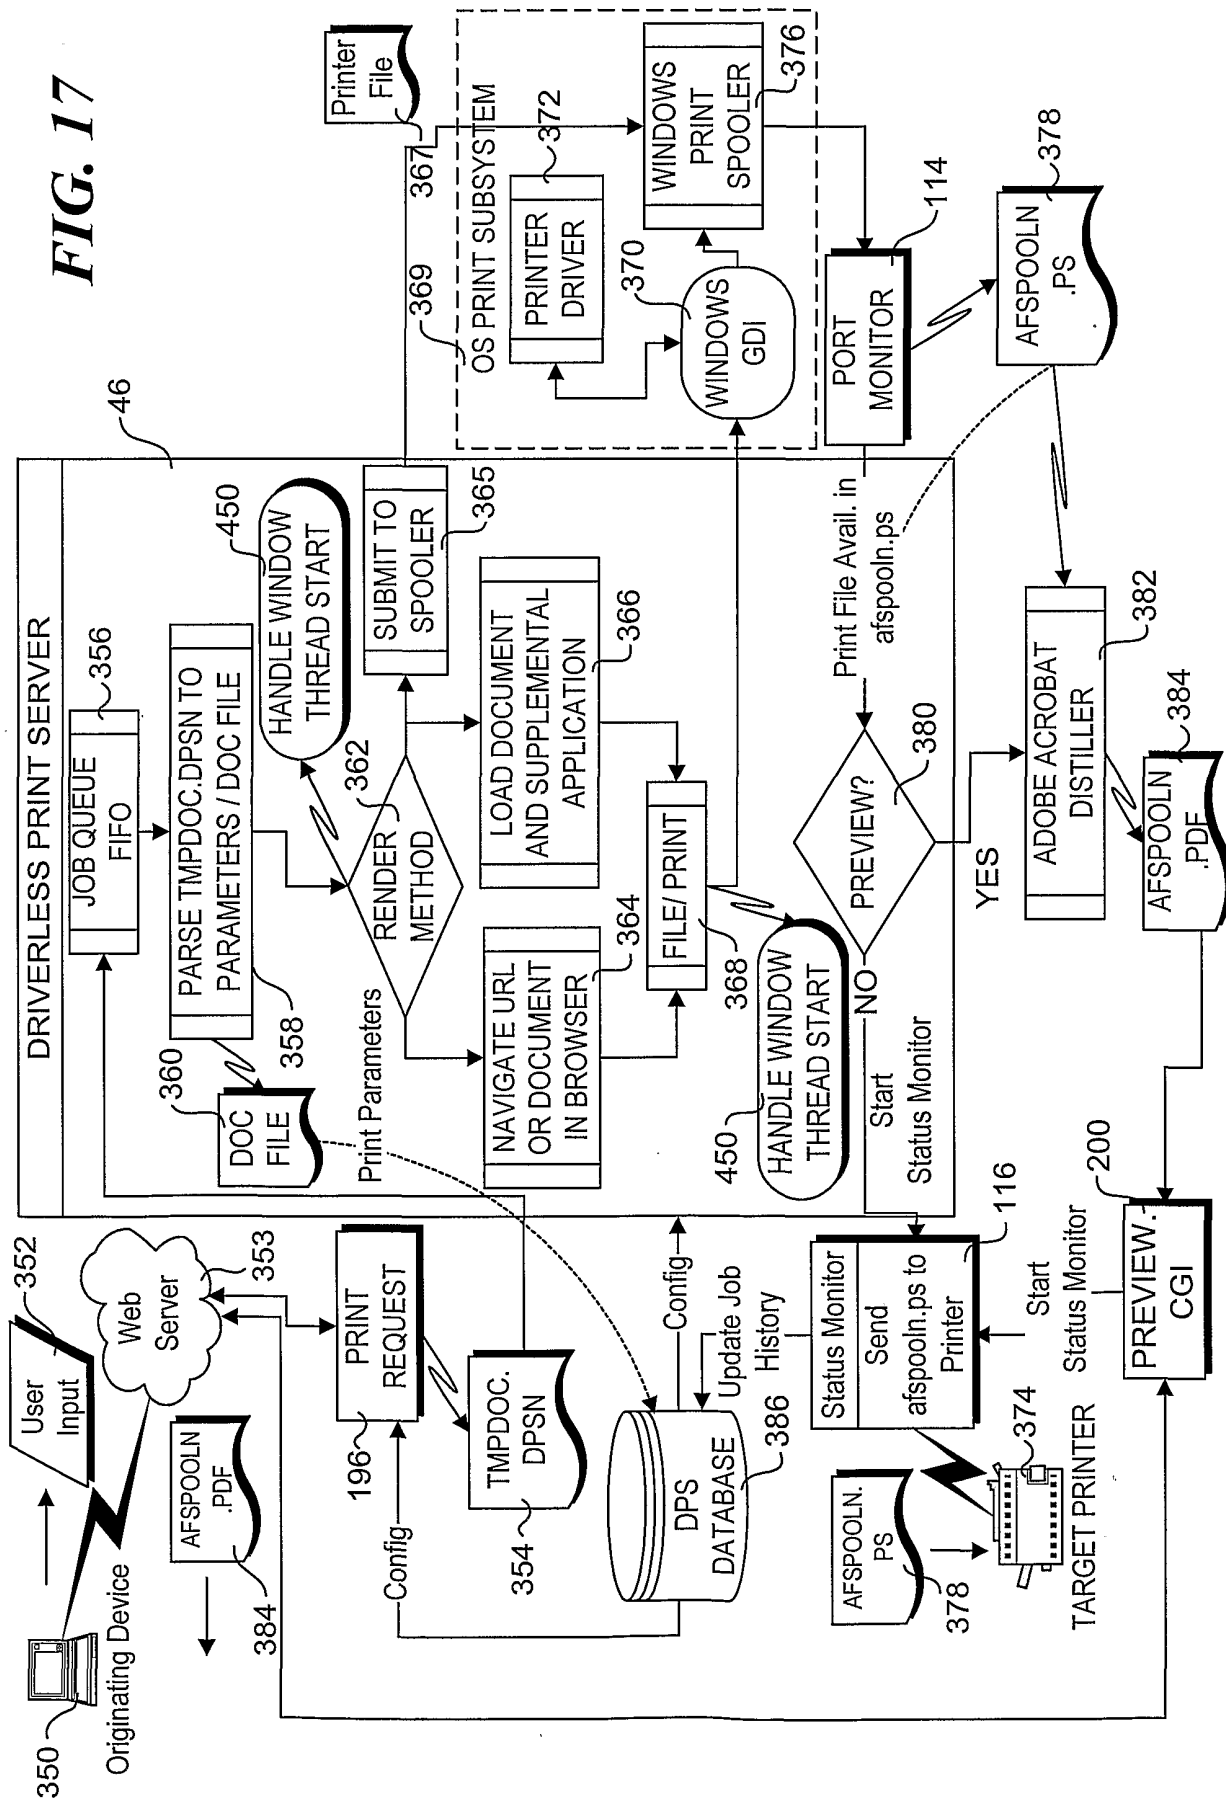 FIG. 17
350
Originating Device
User
Input
352
Web
Server
353
AFSPOOLN
.PDF
384
PRINT
REQUEST
196
Config
TMPDOC.
DPSN
354
DPS
DATABASE
386
Config
Update Job
History
Status Monitor
Send
afspooln.ps to
Printer
116
AFSPOOLN.
PS
378
374
TARGET PRINTER
Start
Status Monitor
PREVIEW.
CGI
200
DRIVERLESS PRINT SERVER
46
JOB QUEUE
FIFO
356
PARSE TMPDOC.DPSN TO
PARAMETERS / DOC FILE
358
360
DOC
FILE
Print Parameters
HANDLE WINDOW
THREAD START
450
RENDER
METHOD
362
SUBMIT TO
SPOOLER
365
NAVIGATE URL
OR DOCUMENT
IN BROWSER
364
LOAD DOCUMENT
AND SUPPLEMENTAL
APPLICATION
366
FILE/ PRINT
368
450
HANDLE WINDOW
THREAD START
NO
Start
Status Monitor
PREVIEW?
380
YES
Print File Avail. in
afspooln.ps
Printer
File
367
369
OS PRINT SUBSYSTEM
PRINTER
DRIVER
372
WINDOWS
GDI
370
WINDOWS
PRINT
SPOOLER
376
PORT
MONITOR
114
AFSPOOLN
.PS
378
ADOBE ACROBAT
DISTILLER
382
AFSPOOLN
.PDF
384